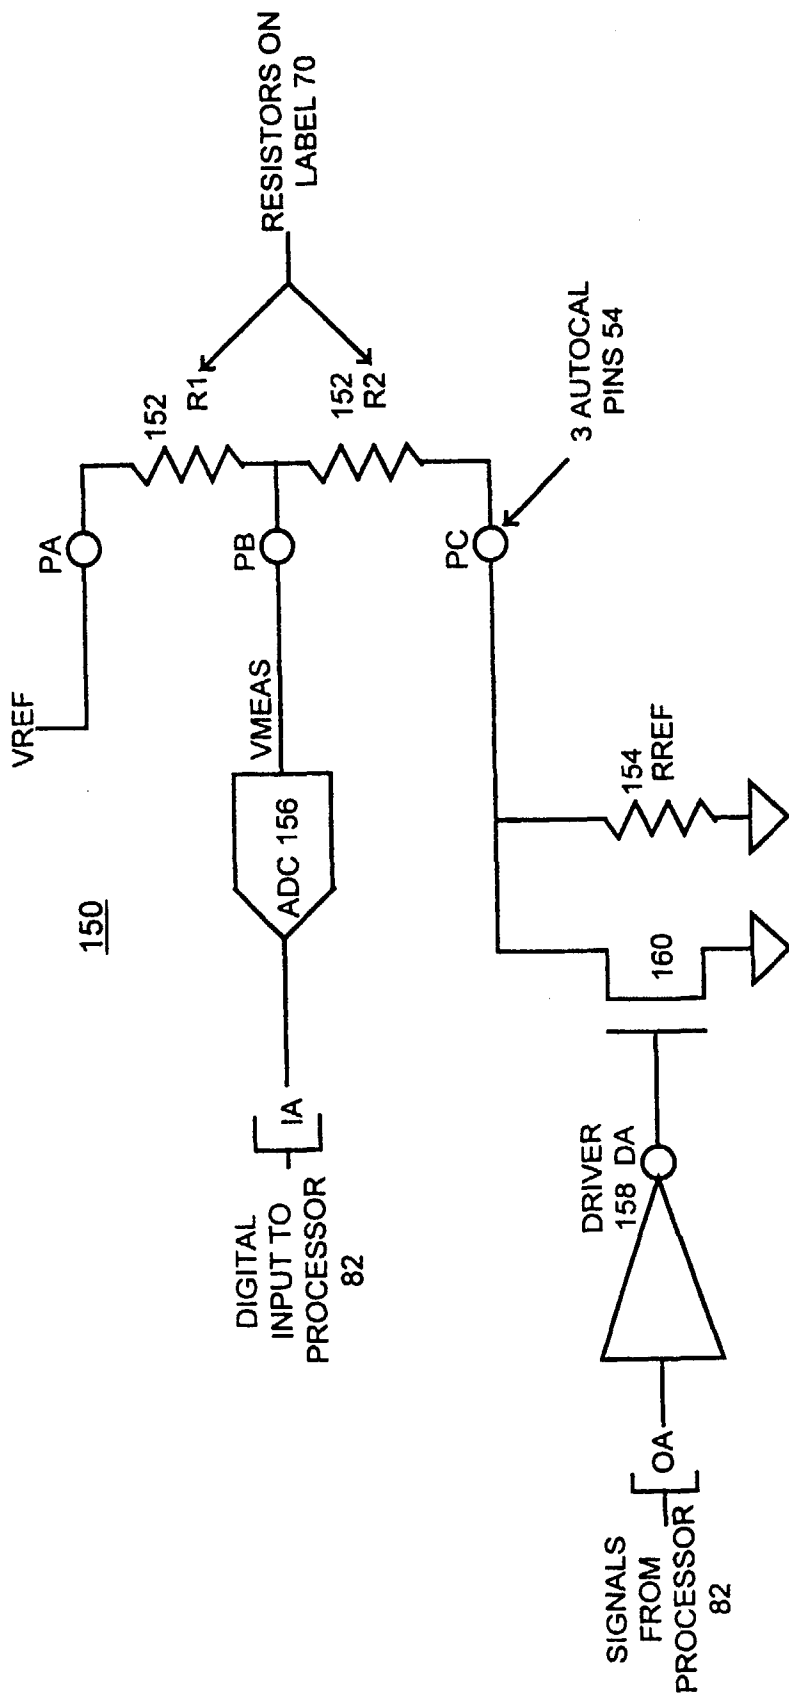 150
VREF
PA
152
R1
RESISTORS ON
LABEL 70
152
R2
PB
VMEAS
ADC 156
IA
DIGITAL
INPUT TO
PROCESSOR
82
PC
3 AUTOCAL
PINS 54
154
RREF
160
DRIVER
158 DA
OA
SIGNALS
FROM
PROCESSOR
82